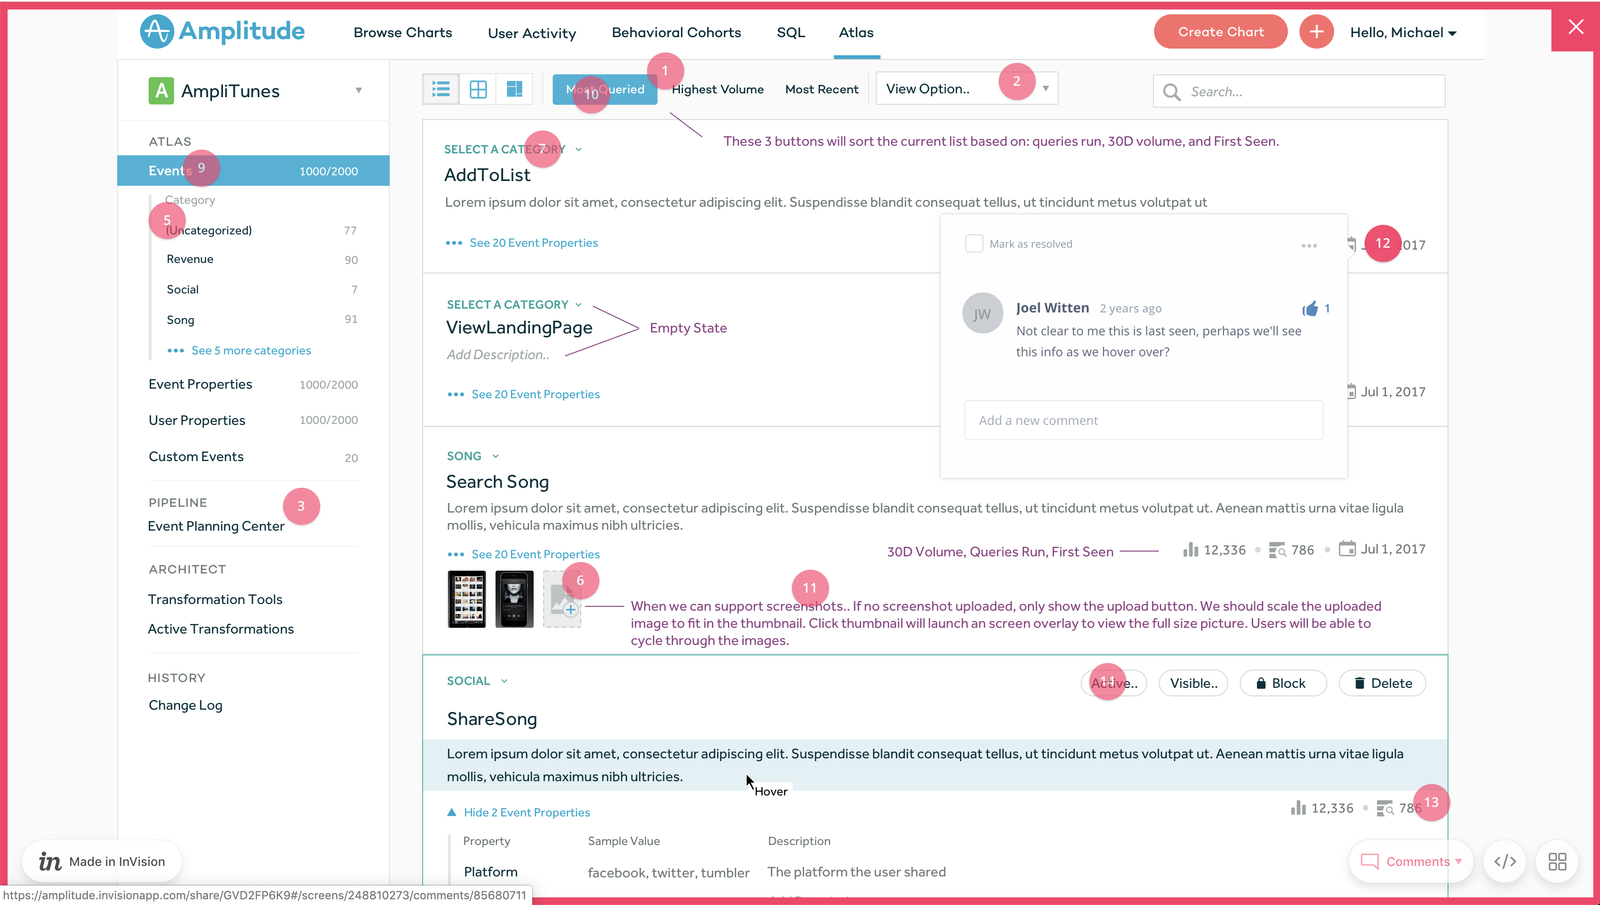 Amplitude
Browse Charts
User Activity
Behavioral Cohorts
SQL
Atlas
Create Chart
+
Hello, Michael
A AmpliTunes
ATLAS
Events 9 1000/2000
Category
5
(Uncategorized) 77
Revenue 90
Social 7
Song 91
••• See 5 more categories
Event Properties 1000/2000
User Properties 1000/2000
Custom Events 20
PIPELINE
3
Event Planning Center
ARCHITECT
Transformation Tools
Active Transformations
HISTORY
Change Log
Most Queried
10
1
Highest Volume
Most Recent
View Option..
2
Search...
These 3 buttons will sort the current list based on: queries run, 30D volume, and First Seen.
SELECT A CATEGORY
7
AddToList
Lorem ipsum dolor sit amet, consectetur adipiscing elit. Suspendisse blandit consequat tellus, ut tincidunt metus volutpat ut
••• See 20 Event Properties
12
2017
Mark as resolved
•••
JW
Joel Witten 2 years ago
1
Not clear to me this is last seen, perhaps we'll see
this info as we hover over?
Add a new comment
SELECT A CATEGORY
ViewLandingPage
Add Description..
Empty State
••• See 20 Event Properties
Jul 1, 2017
SONG
Search Song
Lorem ipsum dolor sit amet, consectetur adipiscing elit. Suspendisse blandit consequat tellus, ut tincidunt metus volutpat ut. Aenean mattis urna vitae ligula
mollis, vehicula maximus nibh ultricies.
••• See 20 Event Properties
30D Volume, Queries Run, First Seen
12,336 • 786 • Jul 1, 2017
6
11
When we can support screenshots.. If no screenshot uploaded, only show the upload button. We should scale the uploaded
image to fit in the thumbnail. Click thumbnail will launch an screen overlay to view the full size picture. Users will be able to
cycle through the images.
SOCIAL
Active..
14
Visible..
Block
Delete
ShareSong
Lorem ipsum dolor sit amet, consectetur adipiscing elit. Suspendisse blandit consequat tellus, ut tincidunt metus volutpat ut. Aenean mattis urna vitae ligula
mollis, vehicula maximus nibh ultricies.
Hover
Hide 2 Event Properties
12,336 • 786
13
Property Sample Value Description
Platform facebook, twitter, tumbler The platform the user shared
in Made in InVision
Comments
</>
https://amplitude.invisionapp.com/share/GVD2FP6K9#/screens/248810273/comments/85680711